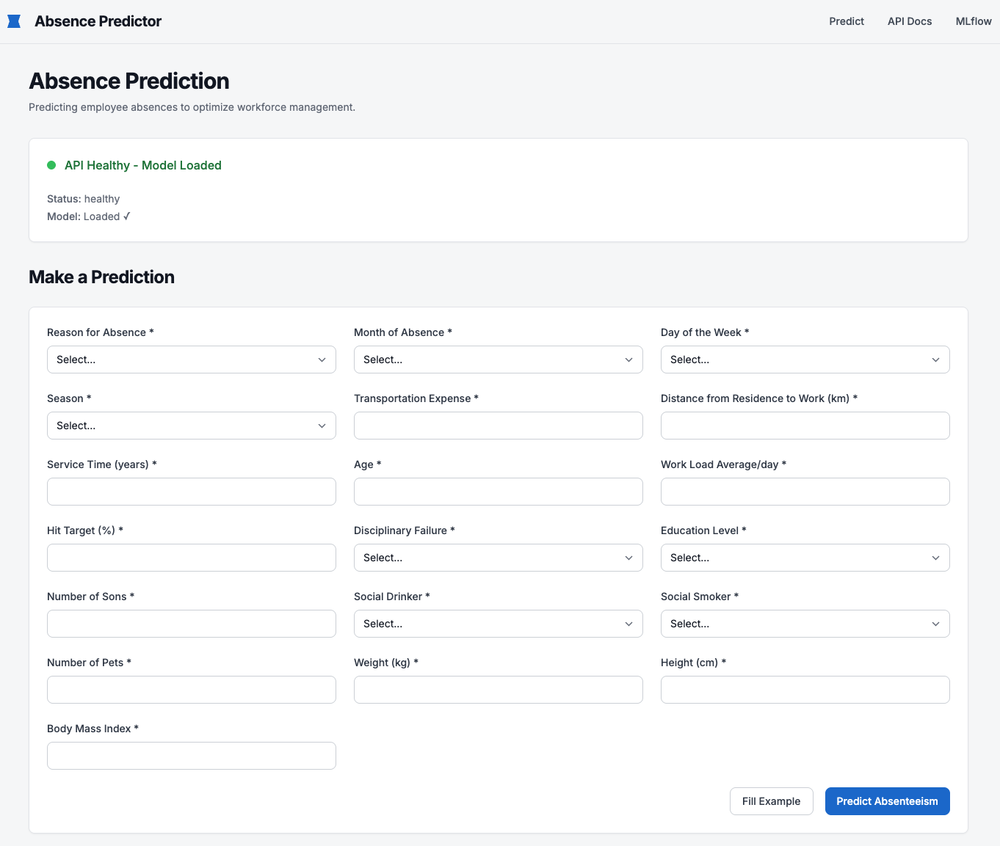 Absence Predictor
Predict
API Docs
MLflow
Absence Prediction
Predicting employee absences to optimize workforce management.
API Healthy - Model Loaded
Status: healthy
Model: Loaded ✓
Make a Prediction
Reason for Absence *
Month of Absence *
Day of the Week *
Select...
Select...
Select...
Season *
Transportation Expense *
Distance from Residence to Work (km) *
Select...
Service Time (years) *
Age *
Work Load Average/day *
Hit Target (%) *
Disciplinary Failure *
Education Level *
Select...
Select...
Number of Sons *
Social Drinker *
Social Smoker *
Select...
Select...
Number of Pets *
Weight (kg) *
Height (cm) *
Body Mass Index *
Fill Example
Predict Absenteeism